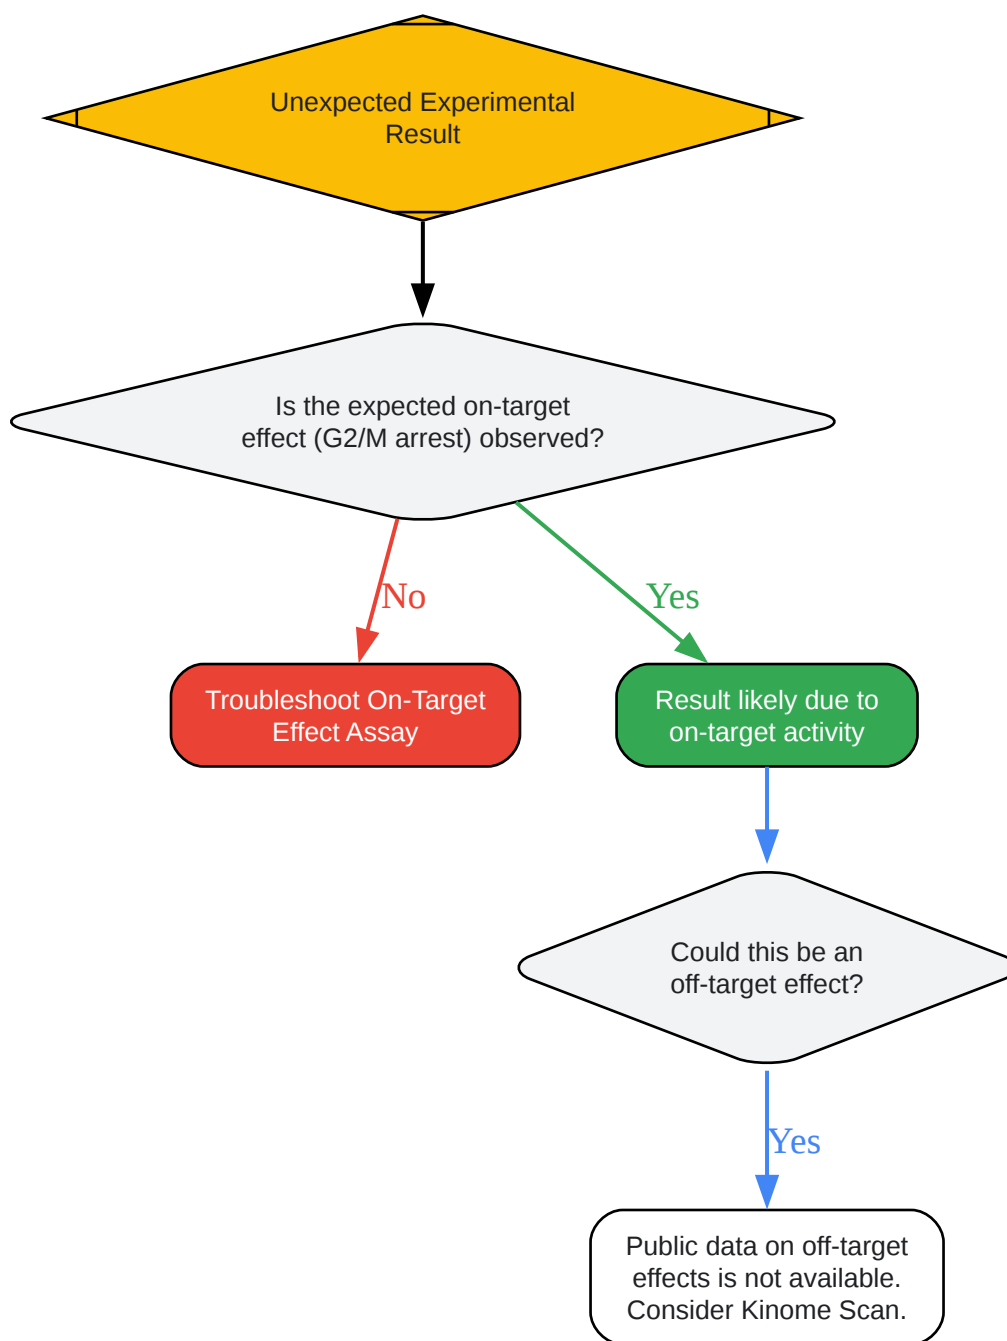 Unexpected Experimental
Result
Is the expected on-target
effect (G2/M arrest) observed?
No
Yes
Troubleshoot On-Target
Effect Assay
Result likely due to
on-target activity
Could this be an
off-target effect?
Yes
Public data on off-target
effects is not available.
Consider Kinome Scan.